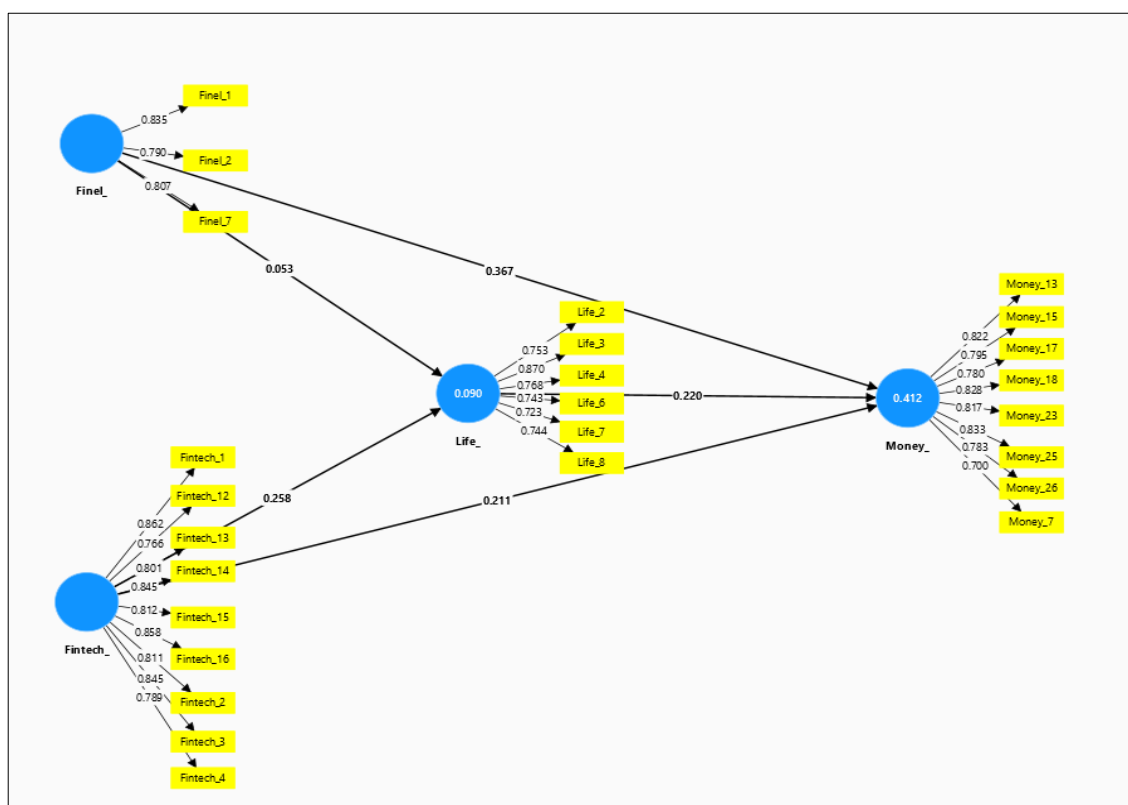 Finel_1
0.835
0.790
Finel_2
0.807
Finel_
Finel_7
0.053
0.367
Life_2
Life_3
Life_4
Life_6
Life_7
Life_8
0.753
0.870
0.768
0.743
0.723
0.744
0.090
Life_
0.220
Money_13
Money_15
Money_17
Money_18
Money_23
Money_25
Money_26
Money_7
0.822
0.795
0.780
0.828
0.817
0.833
0.783
0.700
0.412
Money_
Fintech_1
Fintech_12
Fintech_13
Fintech_14
Fintech_15
Fintech_16
Fintech_2
Fintech_3
Fintech_4
0.862
0.766
0.801
0.845
0.812
0.858
0.811
0.845
0.789
Fintech_
0.258
0.211